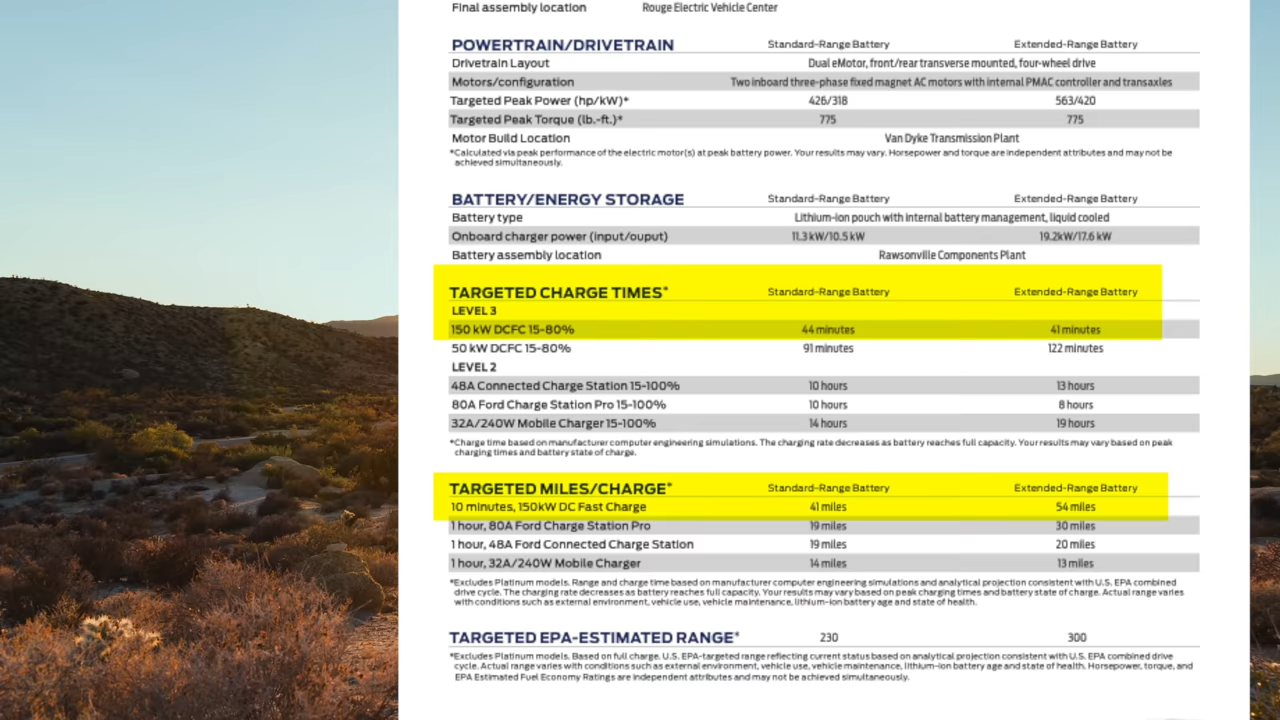 Final assembly location Rouge Electric Vehicle Center
POWERTRAIN/DRIVETRAIN Standard-Range Battery Extended-Range Battery
Drivetrain Layout Dual eMotor, front/rear transverse mounted, four-wheel drive
Motors/configuration Two inboard three-phase fixed magnet AC motors with internal PMAC controller and transaxles
Targeted Peak Power (hp/kW)* 426/318 563/420
Targeted Peak Torque (lb.-ft.)* 775 775
Motor Build Location Van Dyke Transmission Plant
*Calculated via peak performance of the electric motor(s) at peak battery power. Your results may vary. Horsepower and torque are independent attributes and may not be
achieved simultaneously.
BATTERY/ENERGY STORAGE Standard-Range Battery Extended-Range Battery
Battery type Lithium-ion pouch with internal battery management, liquid cooled
Onboard charger power (input/ouput) 11.3 kW/10.5 kW 19.2kW/17.6 kW
Battery assembly location Rawsonville Components Plant
TARGETED CHARGE TIMES* Standard-Range Battery Extended-Range Battery
LEVEL 3
150 kW DCFC 15-80% 44 minutes 41 minutes
50 kW DCFC 15-80% 91 minutes 122 minutes
LEVEL 2
48A Connected Charge Station 15-100% 10 hours 13 hours
80A Ford Charge Station Pro 15-100% 10 hours 8 hours
32A/240W Mobile Charger 15-100% 14 hours 19 hours
*Charge time based on manufacturer computer engineering simulations. The charging rate decreases as battery reaches full capacity. Your results may vary based on peak
charging times and battery state of charge.
TARGETED MILES/CHARGE* Standard-Range Battery Extended-Range Battery
10 minutes, 150kW DC Fast Charge 41 miles 54 miles
1 hour, 80A Ford Charge Station Pro 19 miles 30 miles
1 hour, 48A Ford Connected Charge Station 19 miles 20 miles
1 hour, 32A/240W Mobile Charger 14 miles 13 miles
*Excludes Platinum models. Range and charge time based on manufacturer computer engineering simulations and analytical projection consistent with U.S. EPA combined
drive cycle. The charging rate decreases as battery reaches full capacity. Your results may vary based on peak charging times and battery state of charge. Actual range varies
with conditions such as external environment, vehicle use, vehicle maintenance, lithium-ion battery age and state of health.
TARGETED EPA-ESTIMATED RANGE* 230 300
*Excludes Platinum models. Based on full charge. U.S. EPA-targeted range reflecting current status based on analytical projection consistent with U.S. EPA combined drive
cycle. Actual range varies with conditions such as external environment, vehicle use, vehicle maintenance, lithium-ion battery age and state of health. Horsepower, torque, and
EPA Estimated Fuel Economy Ratings are independent attributes and may not be achieved simultaneously.